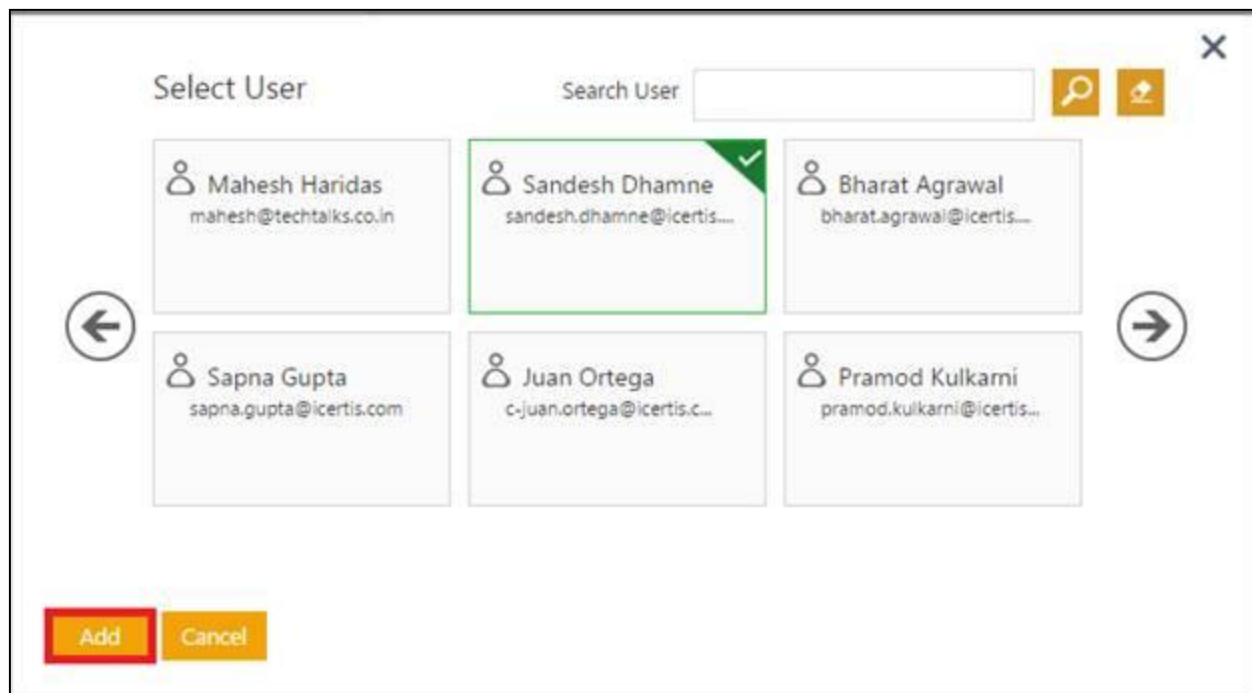 Select User
Search User
Mahesh Haridas
mahesh@techtalks.co.in
Sandesh Dhamne
sandesh.dhamne@icertis....
Bharat Agrawal
bharat.agrawal@icertis....
Sapna Gupta
sapna.gupta@icertis.com
Juan Ortega
c-juan.ortega@icertis.c...
Pramod Kulkarni
pramod.kulkarni@icertis...
Add
Cancel